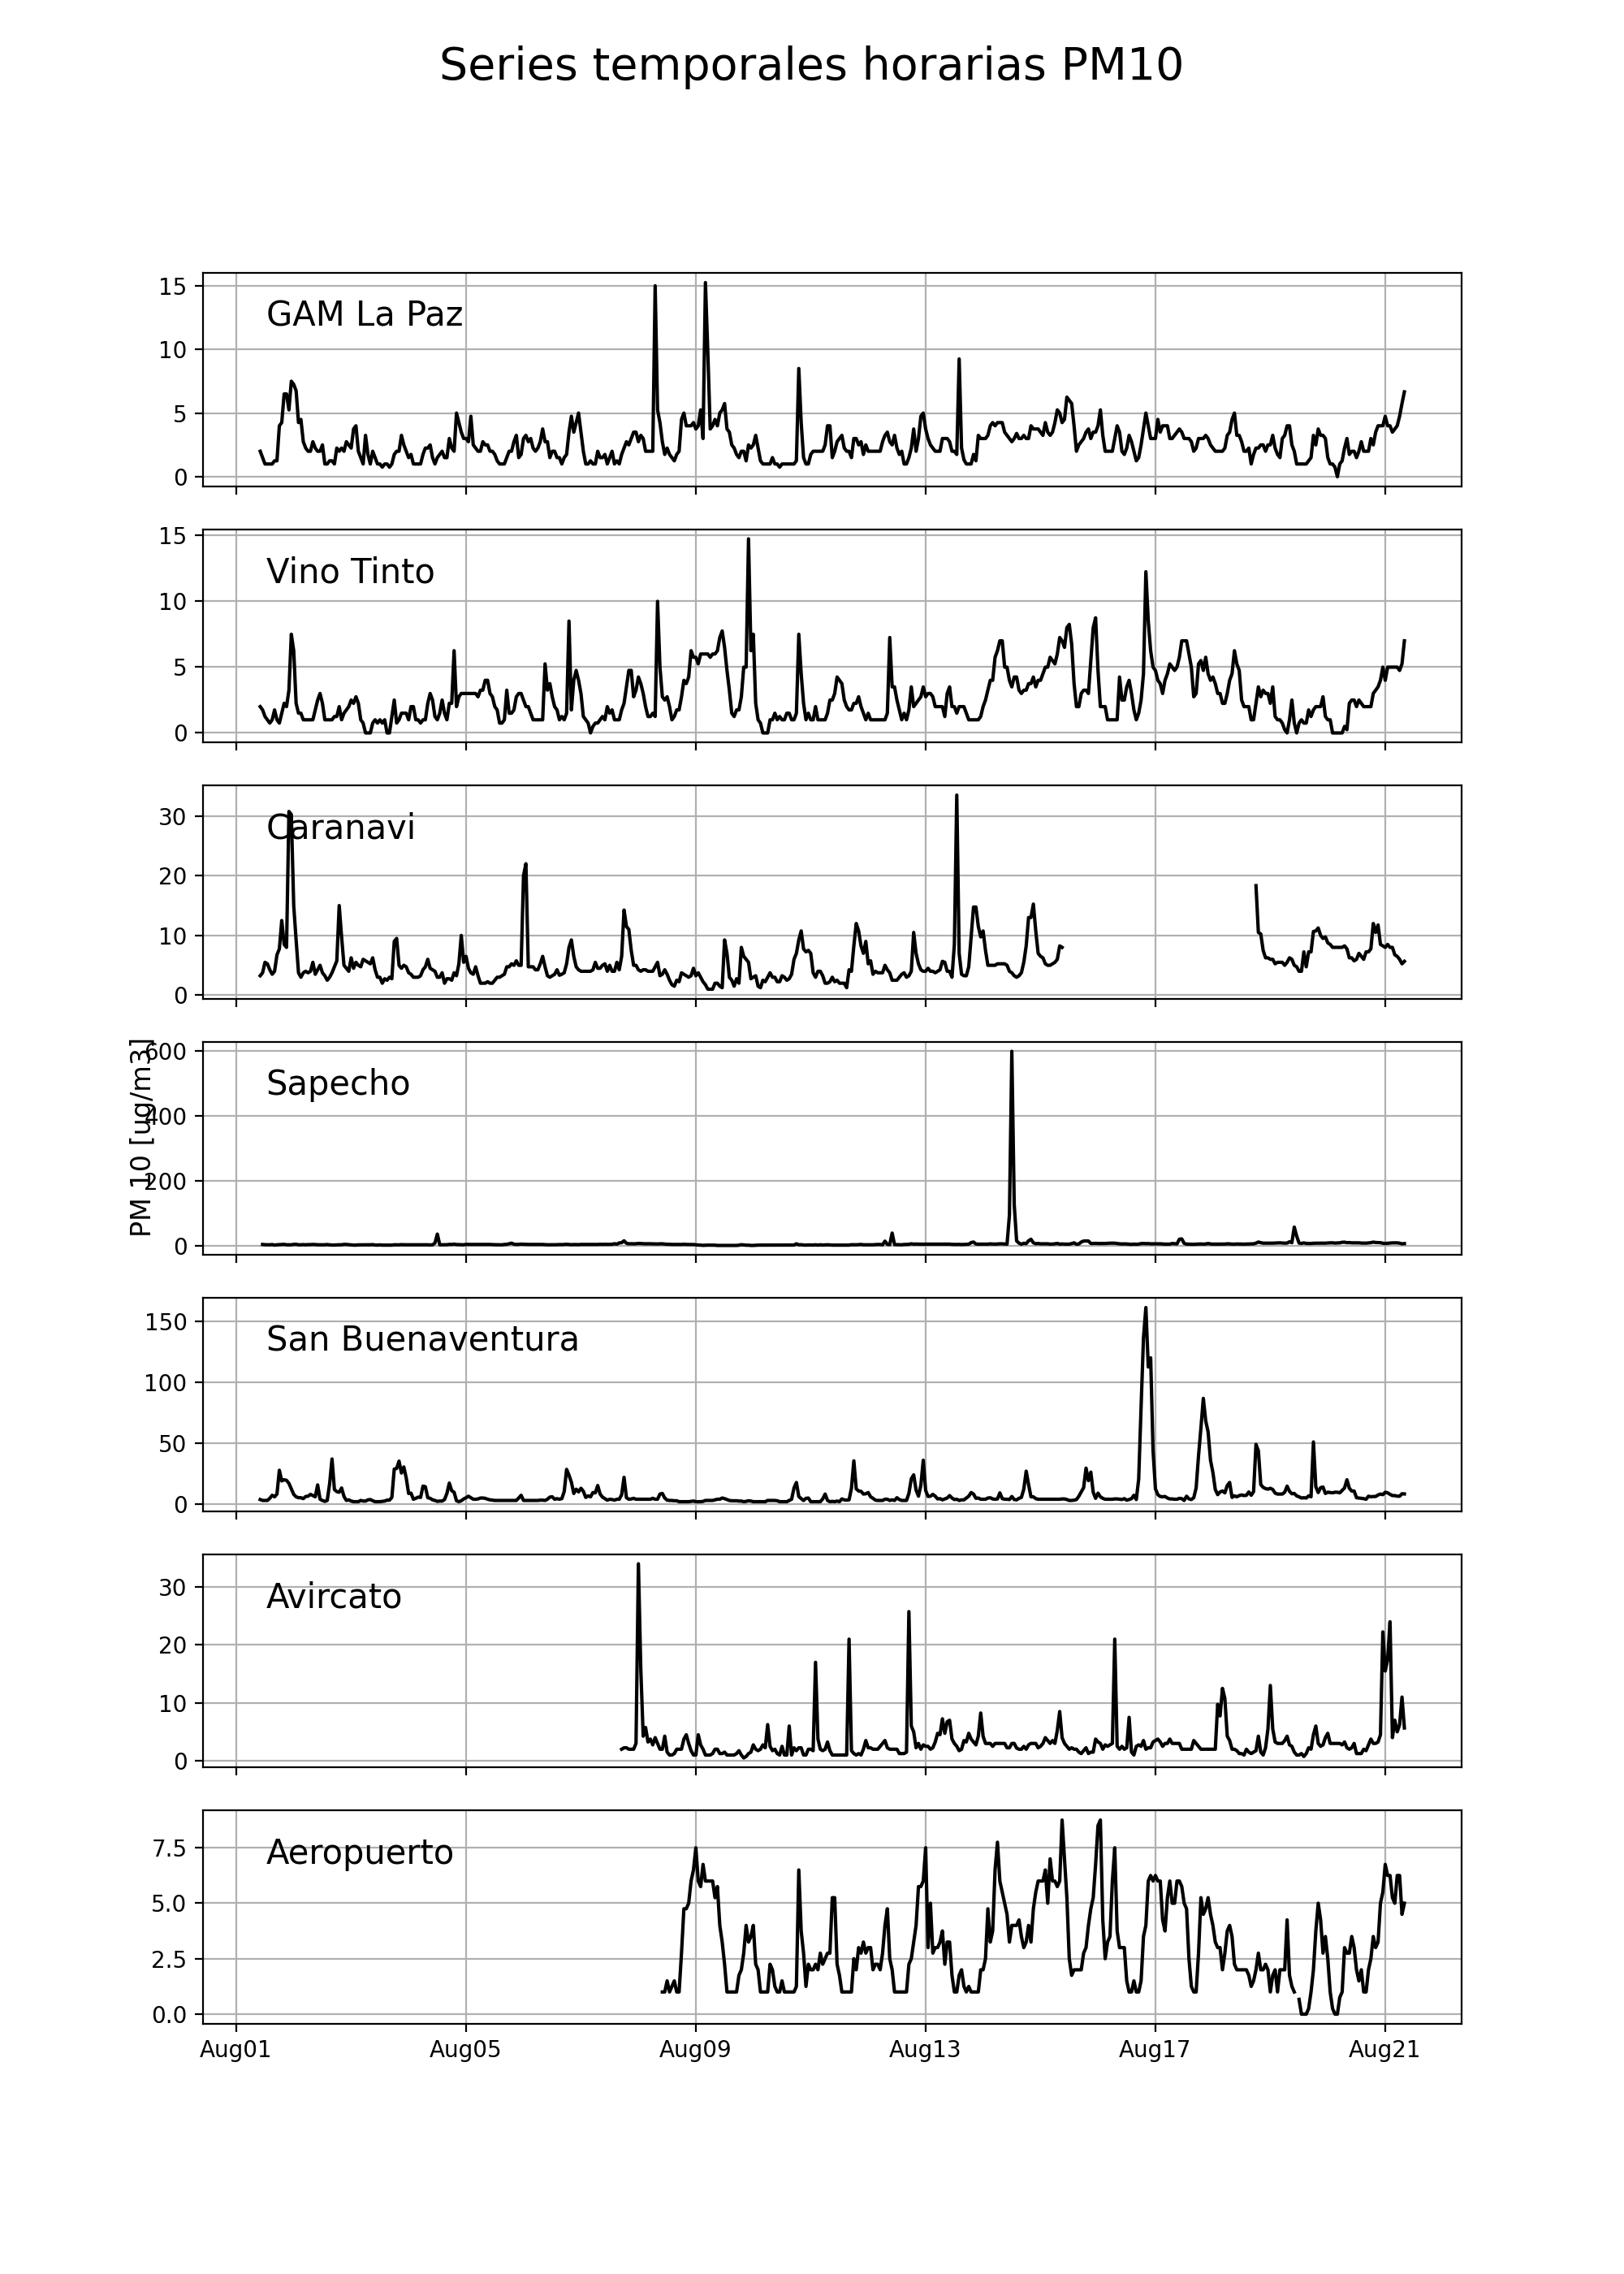 Series temporales horarias PM10
GAM La Paz
15
10
5
0
Vino Tinto
15
10
5
0
Caranavi
30
20
10
0
PM 10 [ug/m3]
Sapecho
600
400
200
0
San Buenaventura
150
100
50
0
Avircato
30
20
10
0
Aeropuerto
7.5
5.0
2.5
0.0
Aug01 Aug05 Aug09 Aug13 Aug17 Aug21